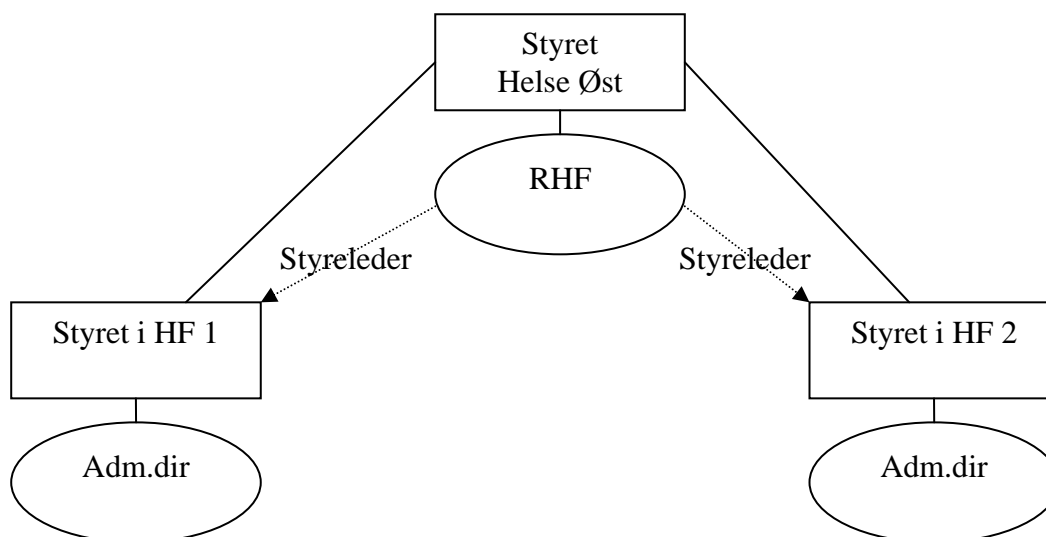 Styret
Helse Øst
RHF
Styreleder
Styreleder
Styret i HF 1
Styret i HF 2
Adm.dir
Adm.dir